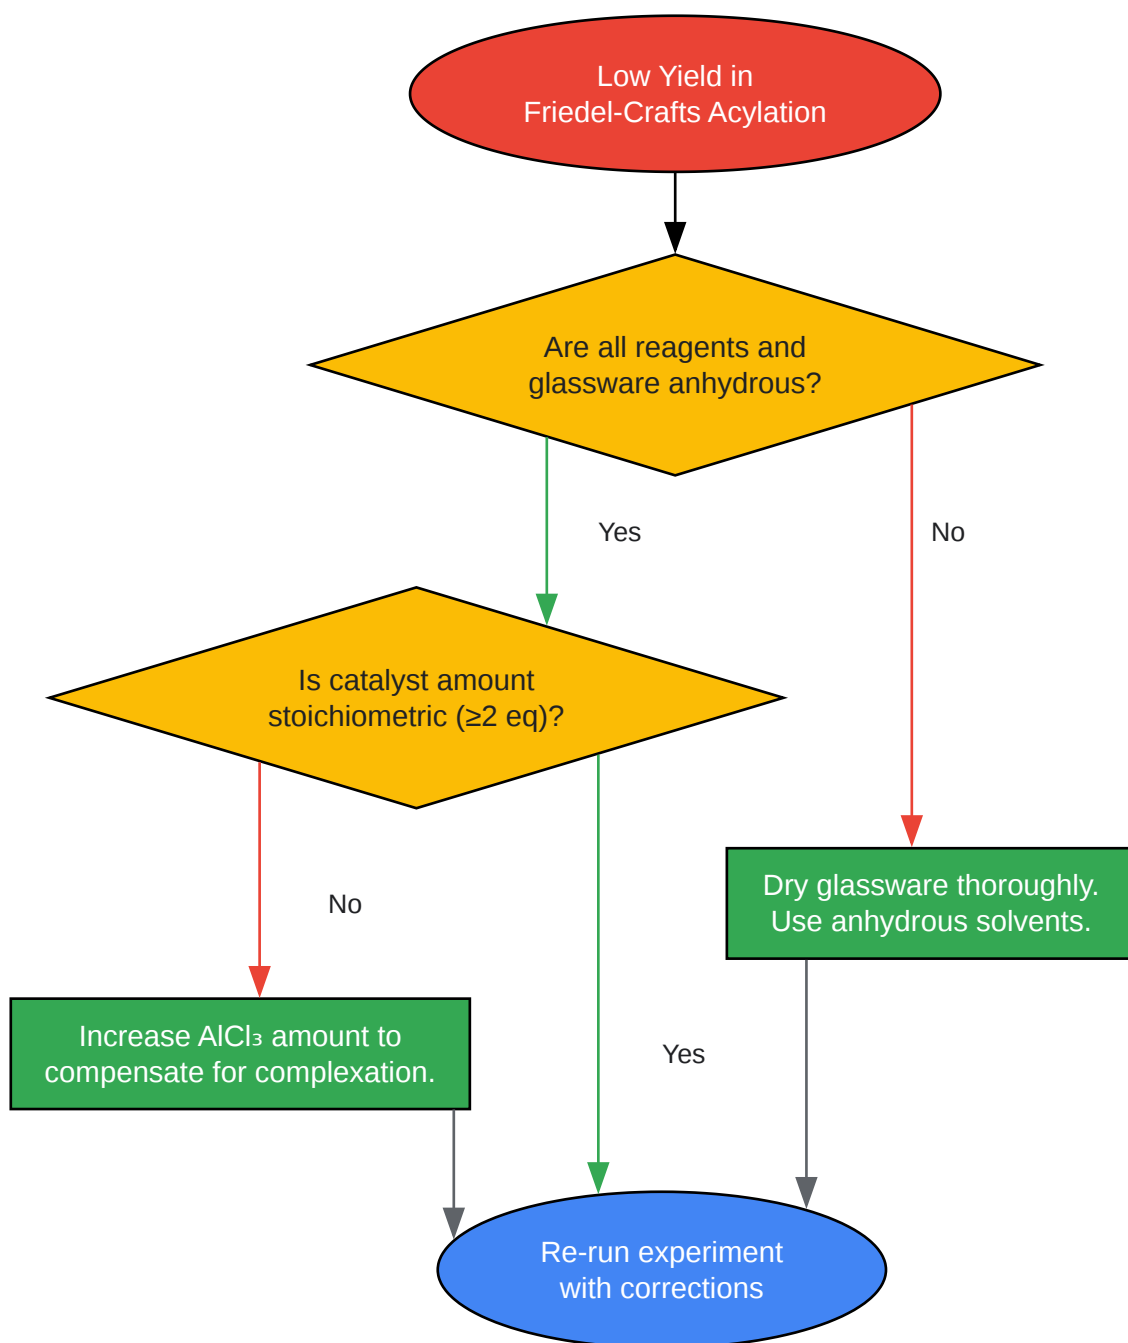 Low Yield in
Friedel-Crafts Acylation
Are all reagents and
glassware anhydrous?
Yes
No
Is catalyst amount
stoichiometric (≥2 eq)?
No
Dry glassware thoroughly.
Use anhydrous solvents.
Increase AlCl₃ amount to
compensate for complexation.
Yes
Re-run experiment
with corrections